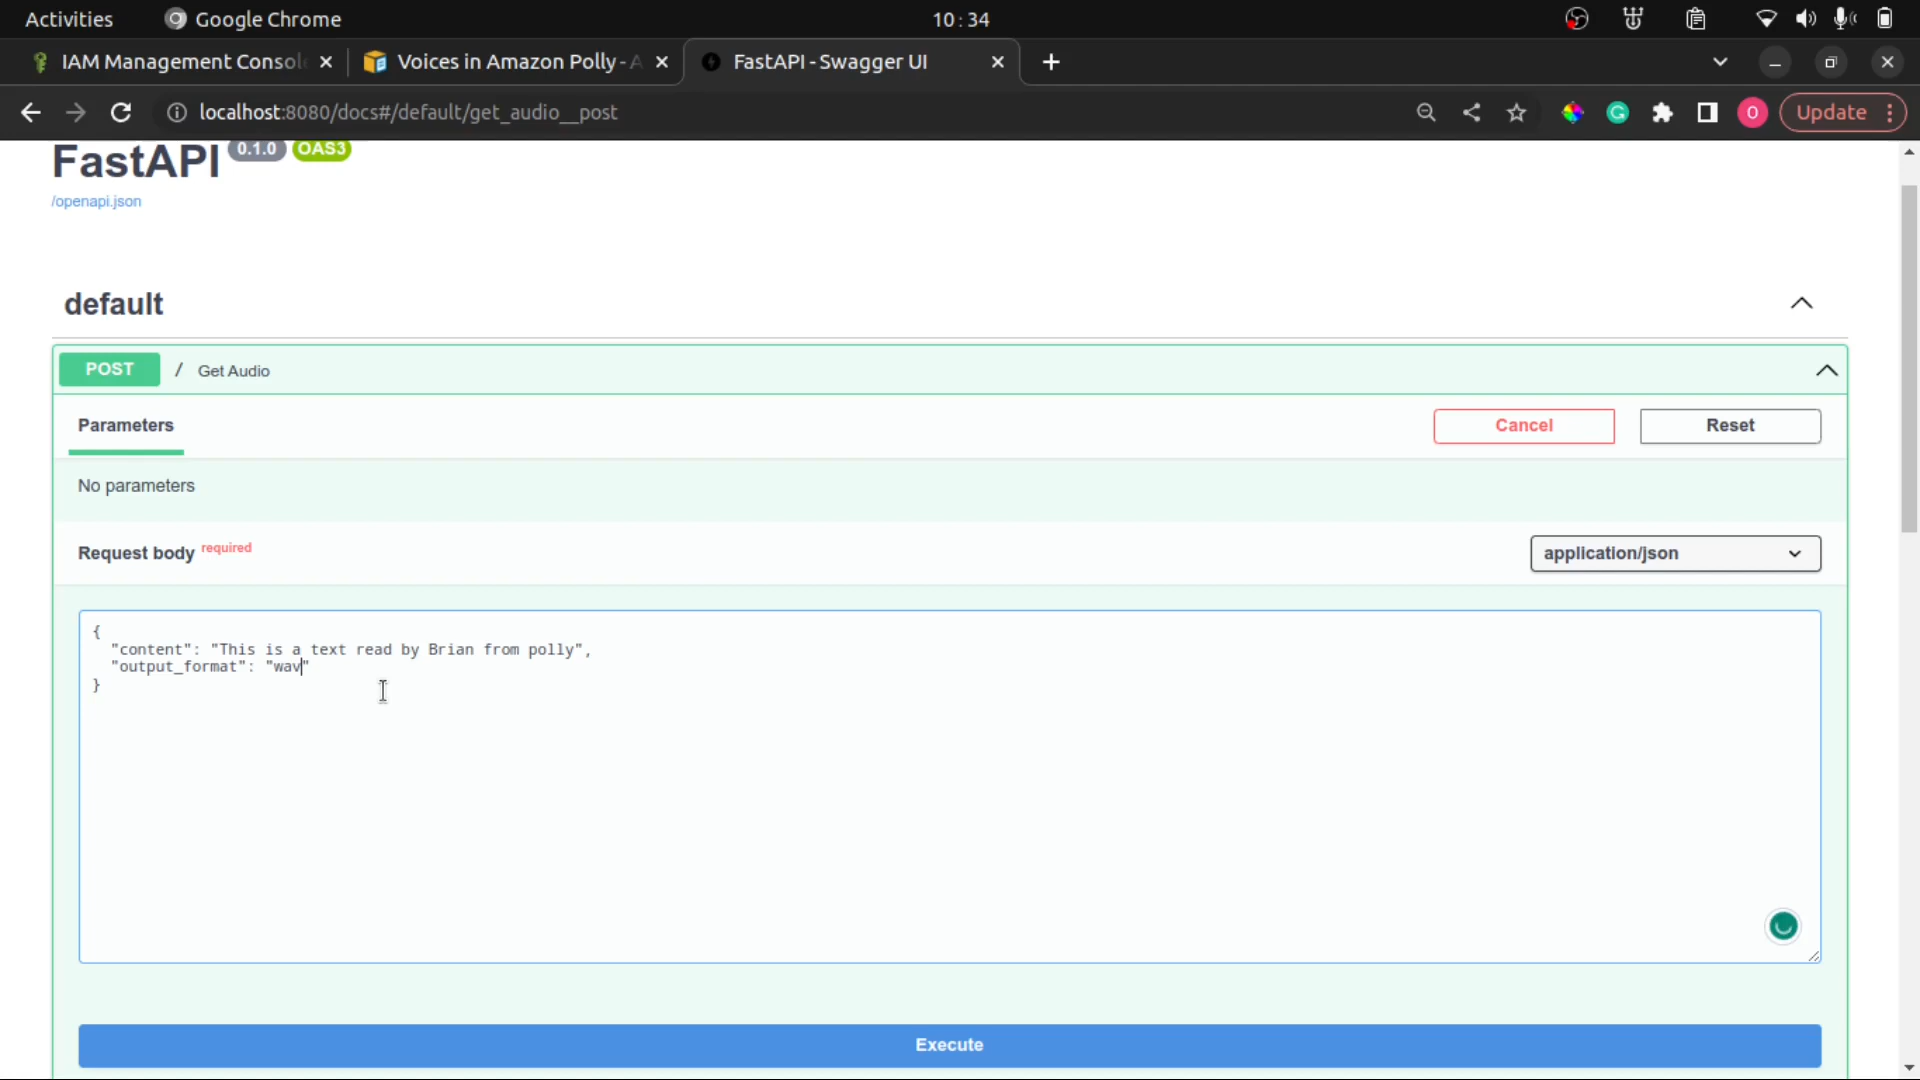 Activities Google Chrome 10:34
IAM Management Consol Voices in Amazon Polly - A FastAPI - Swagger UI
localhost:8080/docs#/default/get_audio__post O Update
FastAPI 0.1.0 OAS3
/openapi.json
default
POST / Get Audio
Parameters Cancel Reset
No parameters
Request body required application/json
{
"content": "This is a text read by Brian from polly",
"output_format": "wav"
}
Execute